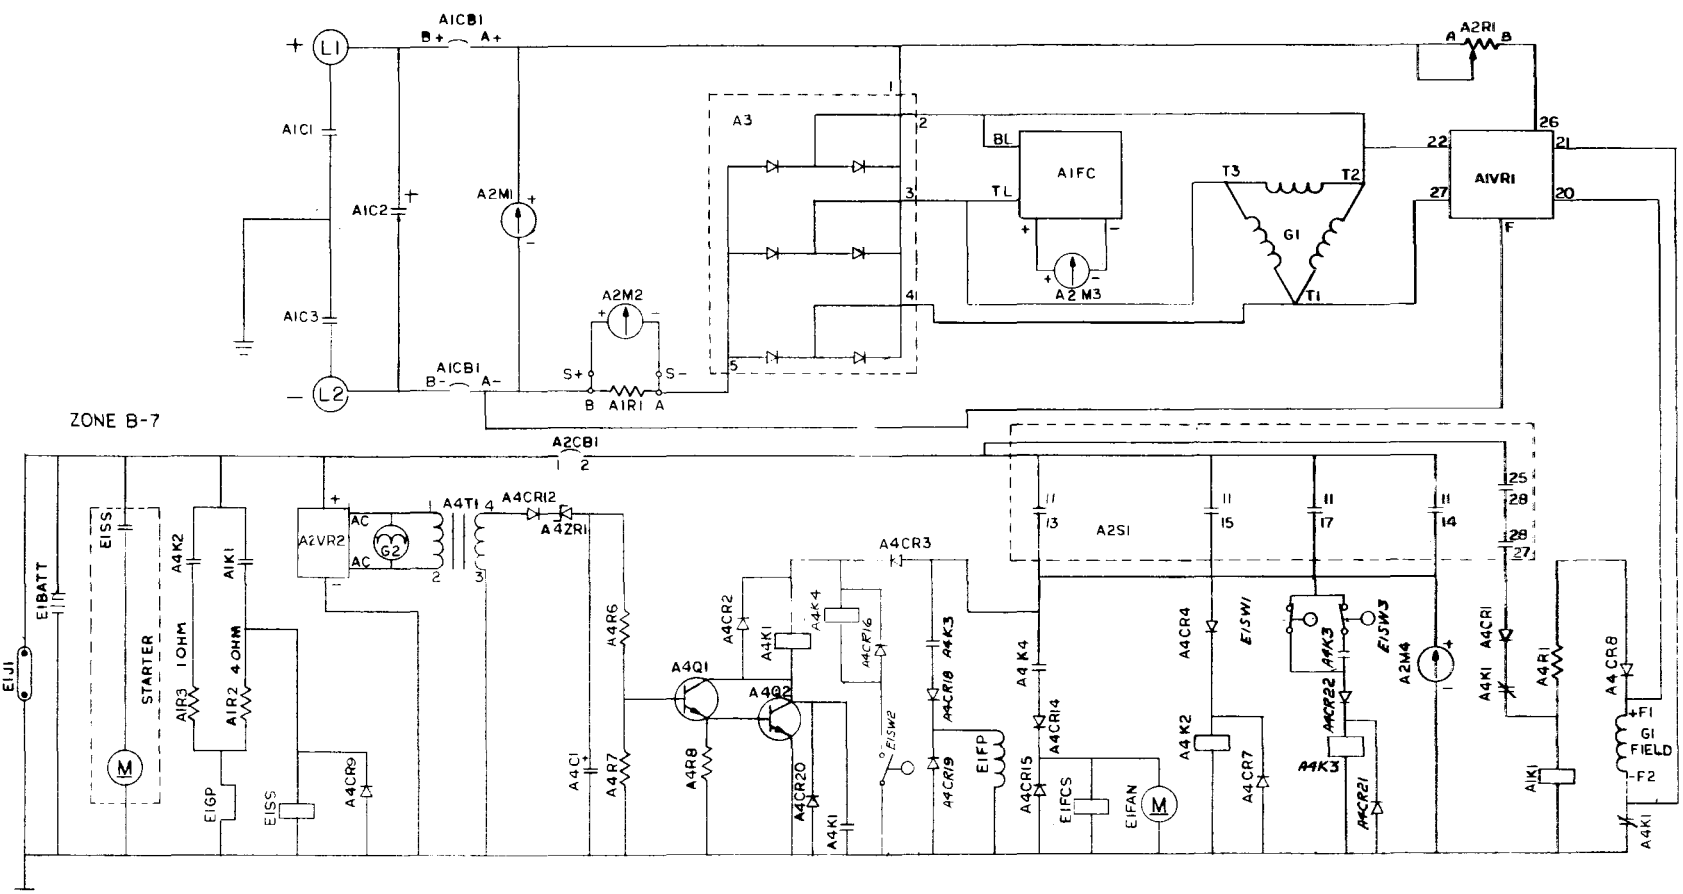 A1CB1
B+ A+
+ L1
A A2R1 B
1
A3
2
26
22 21
A1C1
BL
A1FC
T3 T2
A1VR1
A2M1 +
-
A1C2 +
3 TL
27 20
+ -
G1
F
A2M2
+ -
+ -
A2M3
4
T1
A1C3
A1CB1
B- A-
S+ S-
5
- L2
B A1R1 A
ZONE B-7
A2CB1
1 2
25
28
28
27
11
13
11
15
11
17
11
14
A2S1
E1SS
A4K2
A1K1
+
A2VR2
-
AC
AC
G2
1 A4T1 4
2 3
A4CR12
A4ZR1
A4CR3
E1BATT
E1J1
STARTER
M
1 OHM
A1R3
4 OHM
A1R2
A4R6
A4CR2
A4K1
A4K4
A4CR16
A4K3
A4CR18
A4K4
A4CR4
E1SW1
A4K3
E1SW3
A2M4
+
-
A4CR1
A4K1
A4R1
A4CR8
A4Q1
A4Q2
E1SW2
A4CR14
A4K2
A4CR22
A4K3
+F1
G1
FIELD
-F2
E1GP
E1SS
A4CR9
A4C1 +
A4R7
A4R8
A4CR20
A4K1
A4CR19
E1FP
A4CR15
E1FCS
E1FAN
M
A4CR7
A4CR21
A1K1
A4K1